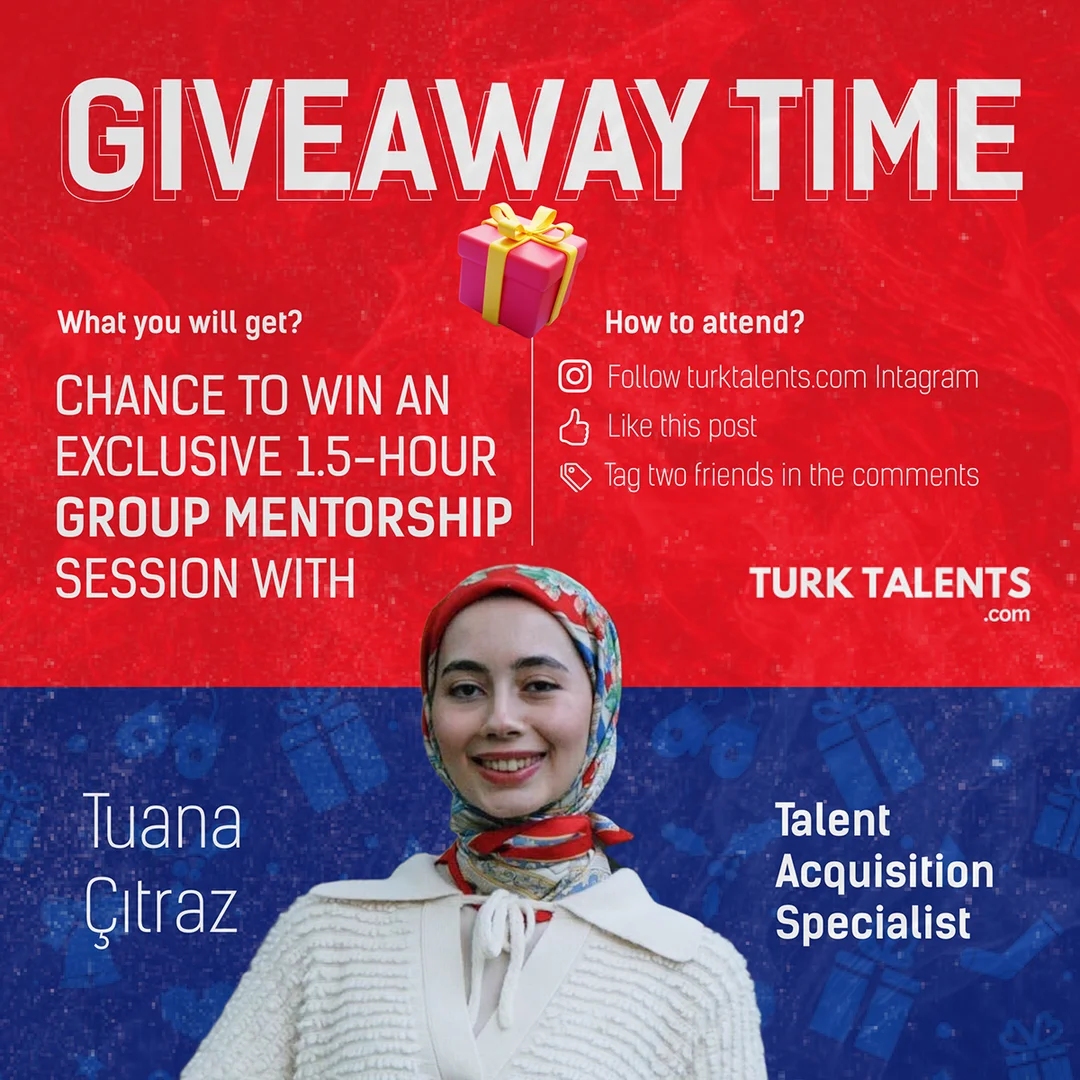 GIVEAWAY TIME
What you will get?
CHANCE TO WIN AN
EXCLUSIVE 1.5-HOUR
GROUP MENTORSHIP
SESSION WITH
How to attend?
Follow turktalents.com Intagram
Like this post
Tag two friends in the comments
TURK TALENTS
.com
Tuana
Çıtraz
Talent
Acquisition
Specialist